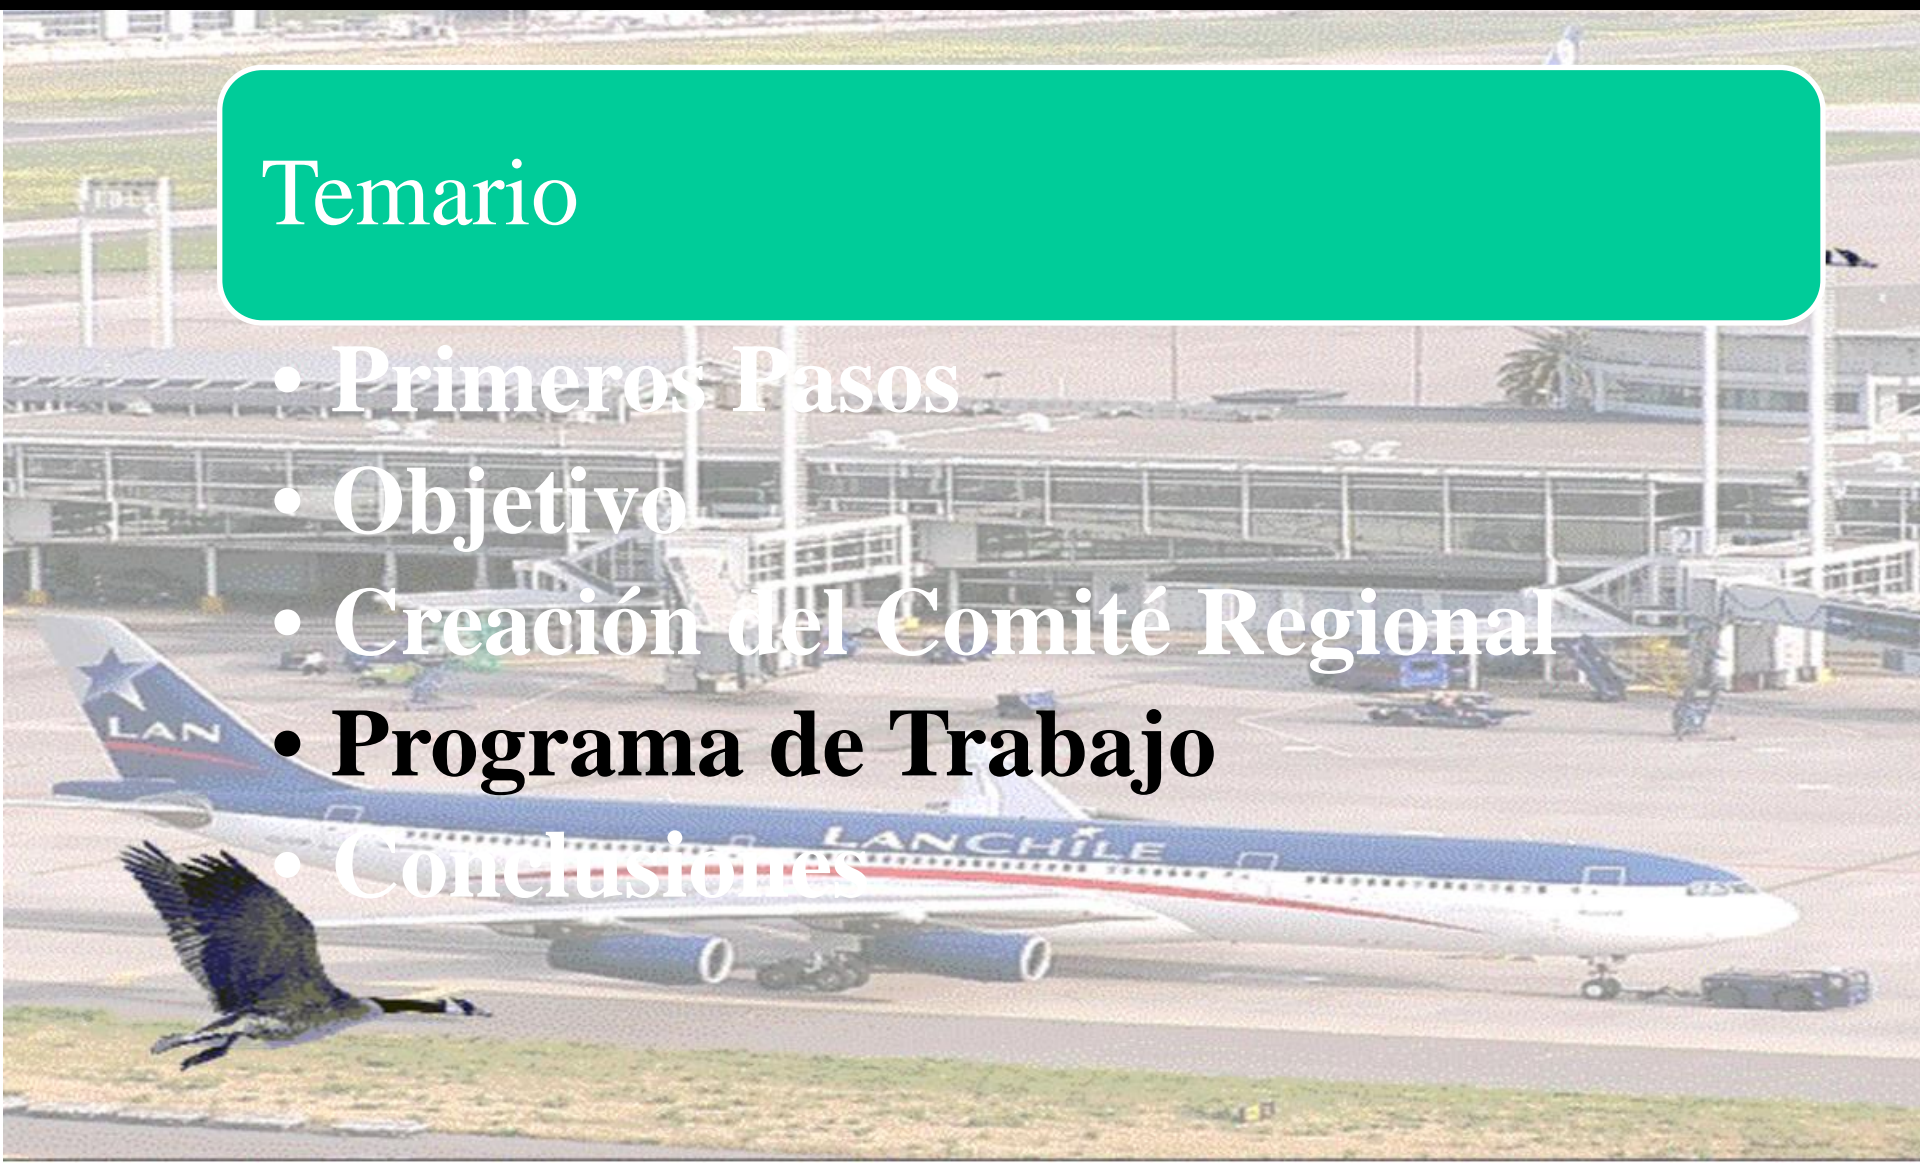 Temario
• Primeros Pasos
• Objetivo
• Creación del Comité Regional
• Programa de Trabajo
• Conclusiones
LAN
LANCHILE